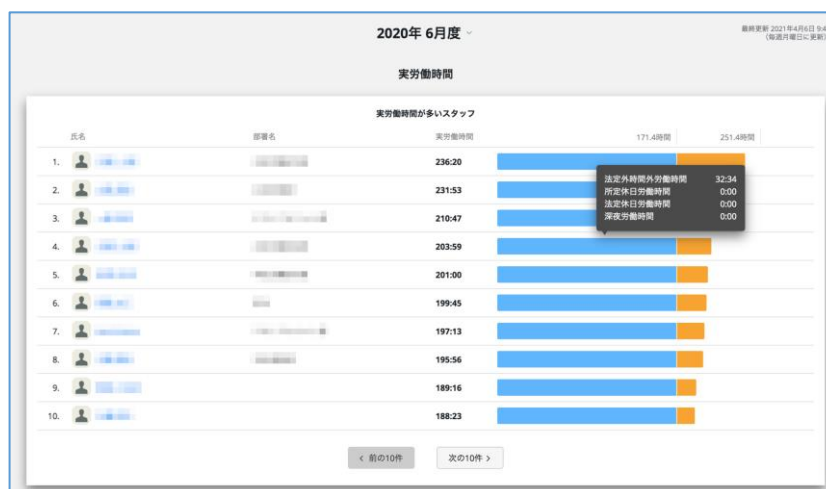 2020年 6月度
最終更新 2021年4月6日 9:4
（毎週月曜日に更新）
実労働時間
実労働時間が多いスタッフ
氏名 部署名 実労働時間 171.4時間 251.4時間
1. 236:20
2. 231:53
3. 210:47
4. 203:59
5. 201:00
6. 199:45
7. 197:13
8. 195:56
9. 189:16
10. 188:23
法定外時間外労働時間 32:34
所定休日労働時間 0:00
法定休日労働時間 0:00
深夜労働時間 0:00
< 前の10件 次の10件 >